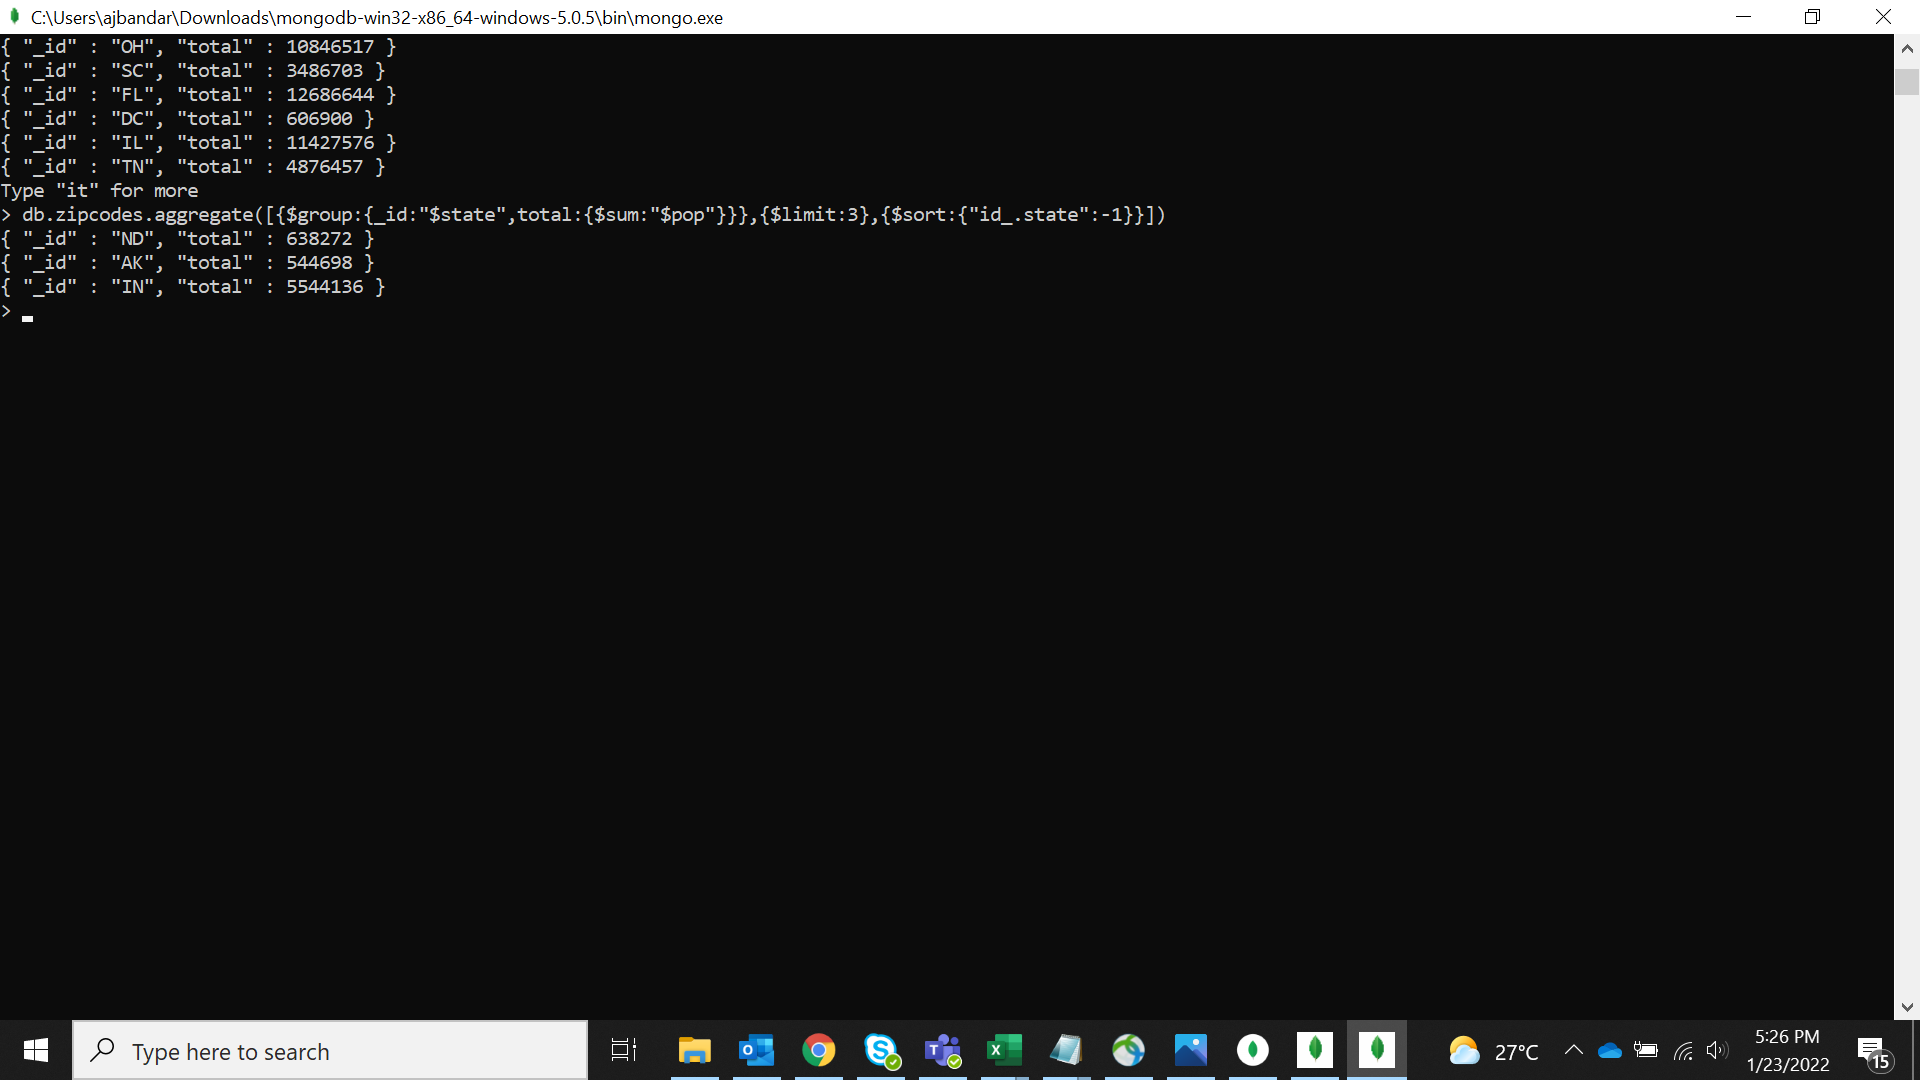 C:\Users\ajbandar\Downloads\mongodb-win32-x86_64-windows-5.0.5\bin\mongo.exe
{ "_id" : "OH", "total" : 10846517 }
{ "_id" : "SC", "total" : 3486703 }
{ "_id" : "FL", "total" : 12686644 }
{ "_id" : "DC", "total" : 606900 }
{ "_id" : "IL", "total" : 11427576 }
{ "_id" : "TN", "total" : 4876457 }
Type "it" for more
> db.zipcodes.aggregate([{$group:{_id:"$state",total:{$sum:"$pop"}}},{$limit:3},{$sort:{"id_.state":-1}}])
{ "_id" : "ND", "total" : 638272 }
{ "_id" : "AK", "total" : 544698 }
{ "_id" : "IN", "total" : 5544136 }
>
Type here to search
27°C
5:26 PM
1/23/2022
15